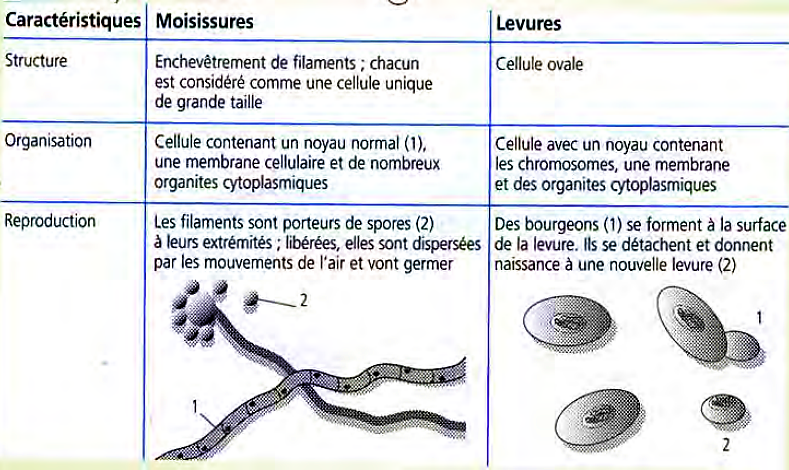 Caractéristiques
Moisissures
Levures
Structure
Enchevêtrement de filaments ; chacun
est considéré comme une cellule unique
de grande taille
Cellule ovale
Organisation
Cellule contenant un noyau normal (1),
une membrane cellulaire et de nombreux
organites cytoplasmiques
Cellule avec un noyau contenant
les chromosomes, une membrane
et des organites cytoplasmiques
Reproduction
Les filaments sont porteurs de spores (2)
à leurs extrémités ; libérées, elles sont dispersées
par les mouvements de l'air et vont germer
Des bourgeons (1) se forment à la surface
de la levure. Ils se détachent et donnent
naissance à une nouvelle levure (2)
2
1
1
2